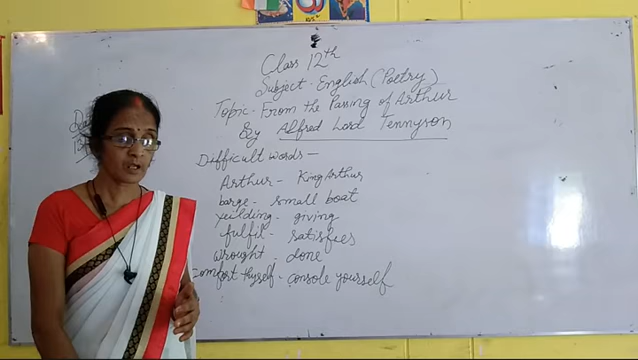 Class 12th
Subject - English (Poetry)
Topic - From the Passing of Arthur
By Alfred Lord Tennyson
Difficult words -
Arthur - King Arthur
barge - small boat
yeilding - giving
fulfil - satisfies
wrought - done
comfort thyself - console yourself